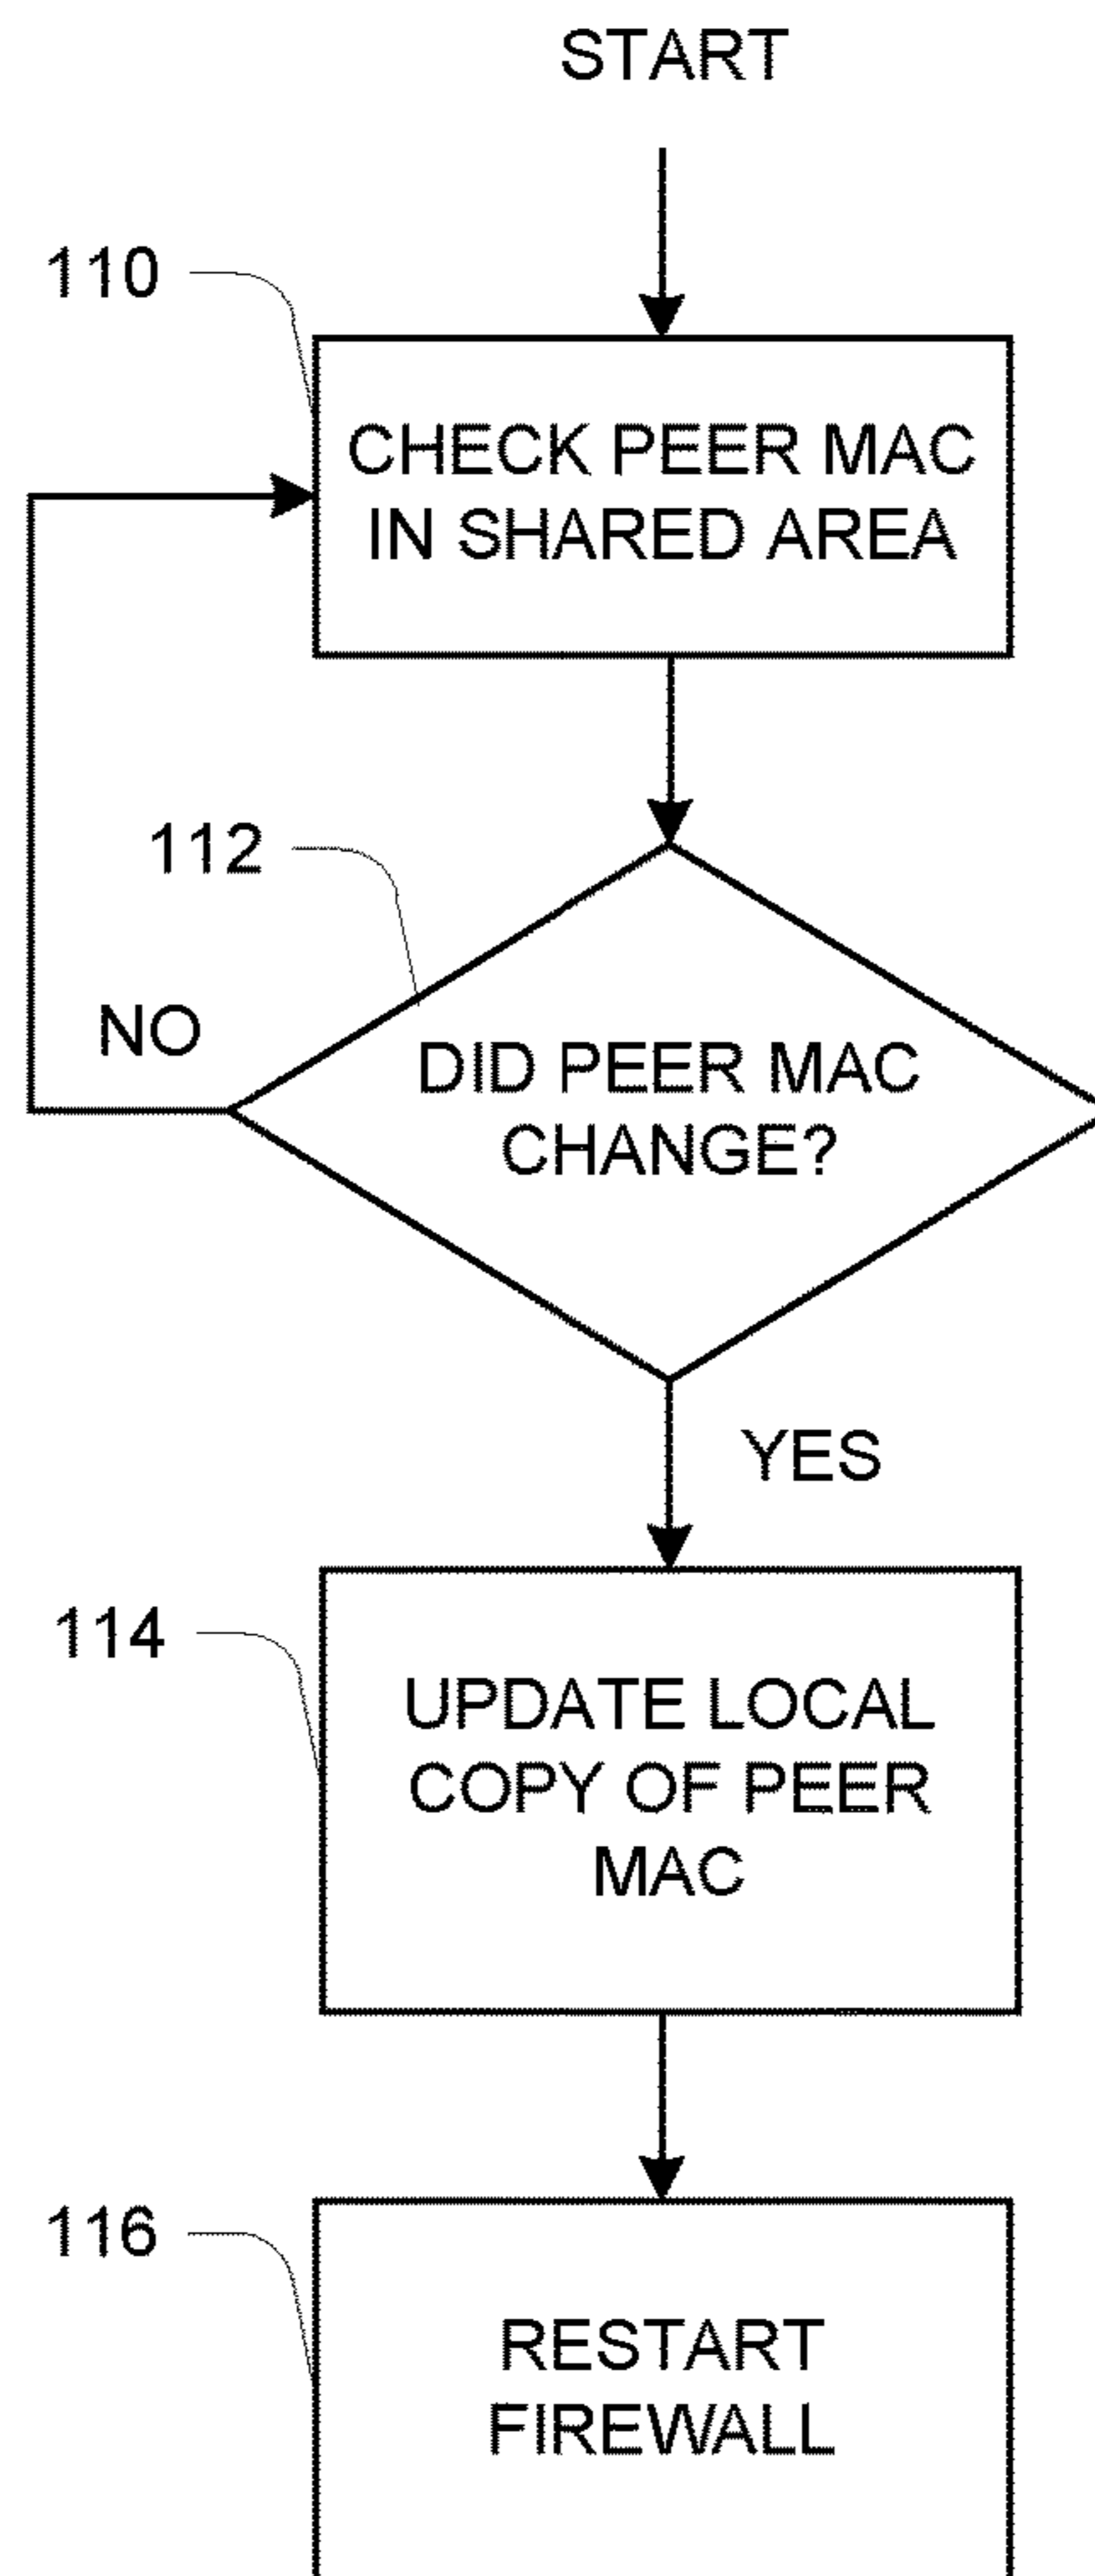 START
110
CHECK PEER MAC
IN SHARED AREA
112
NO
DID PEER MAC
CHANGE?
YES
114
UPDATE LOCAL
COPY OF PEER
MAC
116
RESTART
FIREWALL